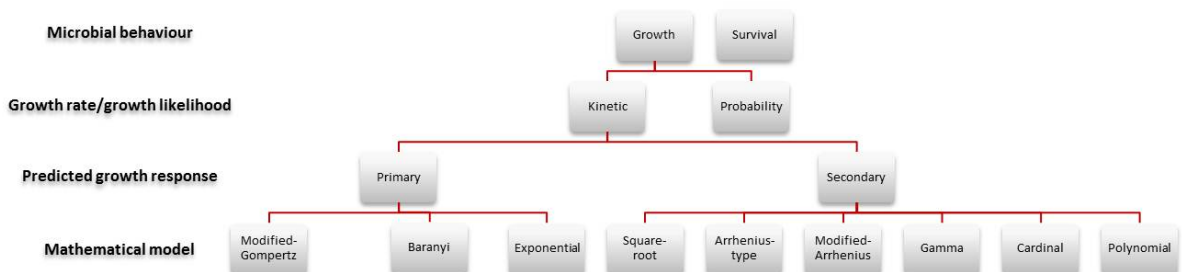 Microbial behaviour
Growth
Survival
Growth rate/growth likelihood
Kinetic
Probability
Predicted growth response
Primary
Secondary
Mathematical model
Modified-
Gompertz
Baranyi
Exponential
Square-
root
Arrhenius-
type
Modified-
Arrhenius
Gamma
Cardinal
Polynomial